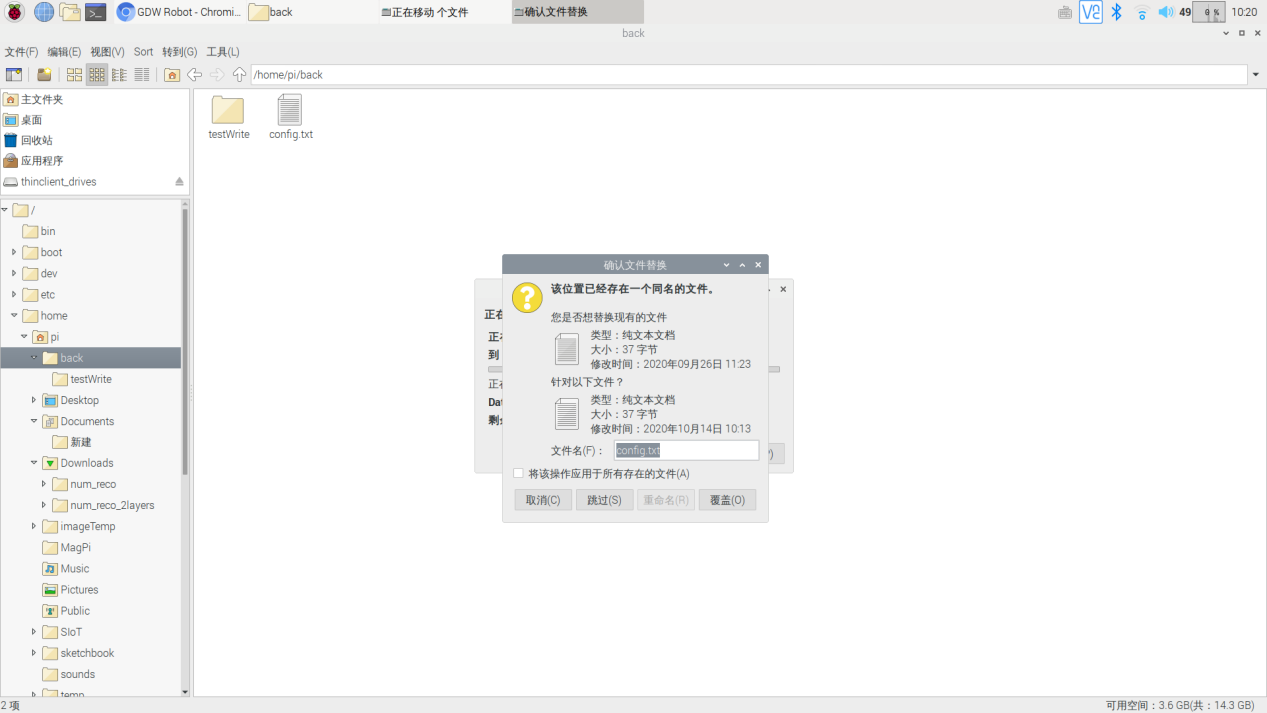 GDW Robot - Chromi...
back
正在移动 个文件
确认文件替换
49
0 %
10:20
back
文件(F) 编辑(E) 视图(V) Sort 转到(G) 工具(L)
/home/pi/back
主文件夹
桌面
回收站
应用程序
thinclient_drives
/
bin
boot
dev
etc
home
pi
back
testWrite
Desktop
Documents
新建
Downloads
num_reco
num_reco_2layers
imageTemp
MagPi
Music
Pictures
Public
SIoT
sketchbook
sounds
temp
testWrite
config.txt
确认文件替换
该位置已经存在一个同名的文件。
您是否想替换现有的文件
类型：纯文本文档
大小：37 字节
修改时间：2020年09月26日 11:23
针对以下文件？
类型：纯文本文档
大小：37 字节
修改时间：2020年10月14日 10:13
文件名(F)： config.txt
将该操作应用于所有存在的文件(A)
取消(C) 跳过(S) 重命名(R) 覆盖(O)
到
2 项
可用空间：3.6 GB(共：14.3 GB)